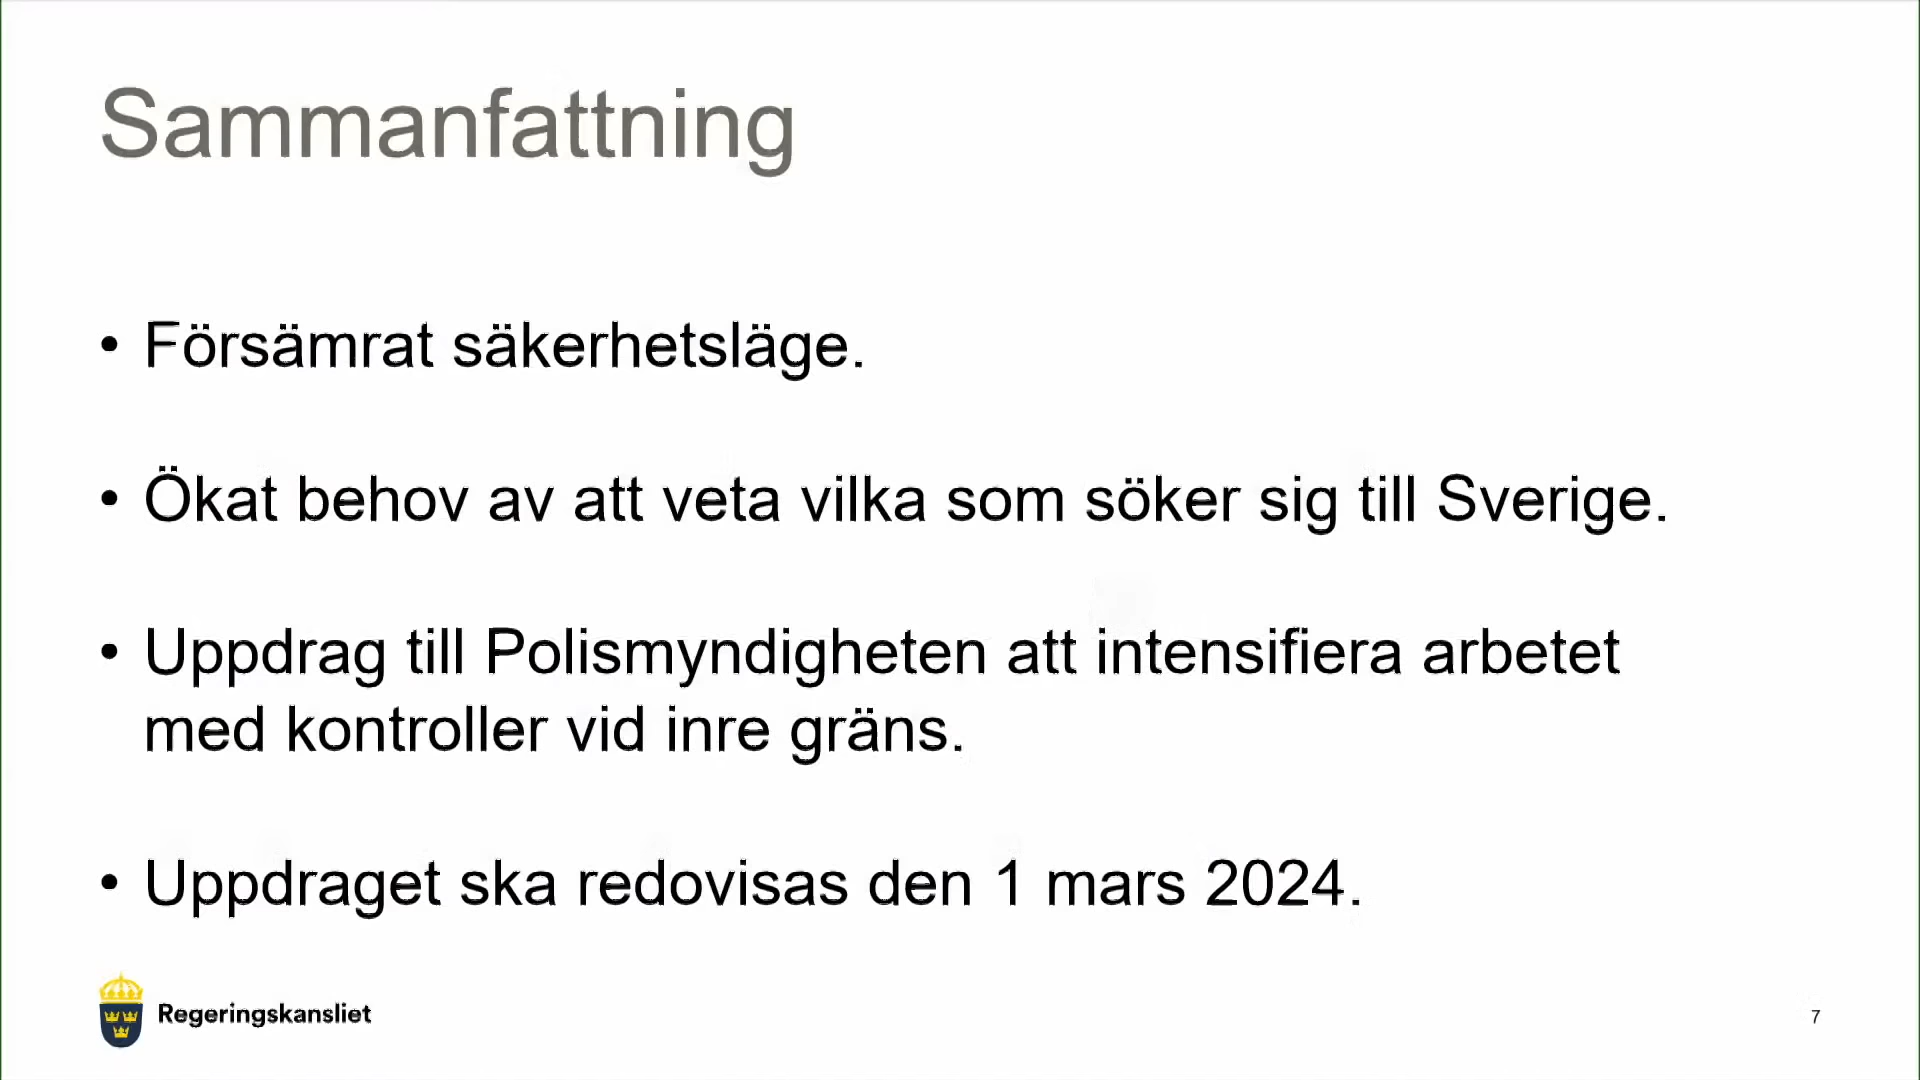 Sammanfattning
• Försämrat säkerhetsläge.
• Ökat behov av att veta vilka som söker sig till Sverige.
• Uppdrag till Polismyndigheten att intensifiera arbetet
med kontroller vid inre gräns.
• Uppdraget ska redovisas den 1 mars 2024.
Regeringskansliet
7